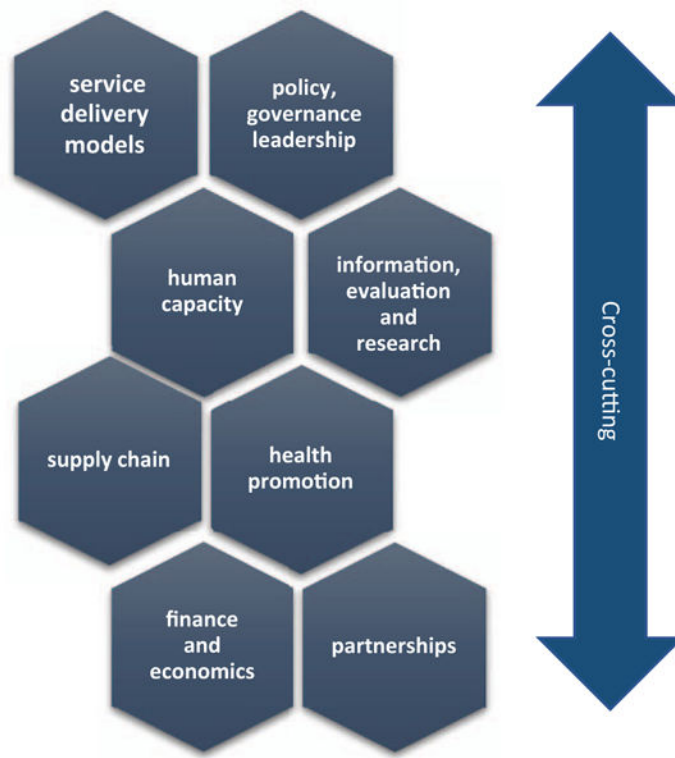 service
delivery
models
policy,
governance
leadership
human
capacity
information,
evaluation
and
research
supply chain
health
promotion
finance
and
economics
partnerships
Cross-cutting